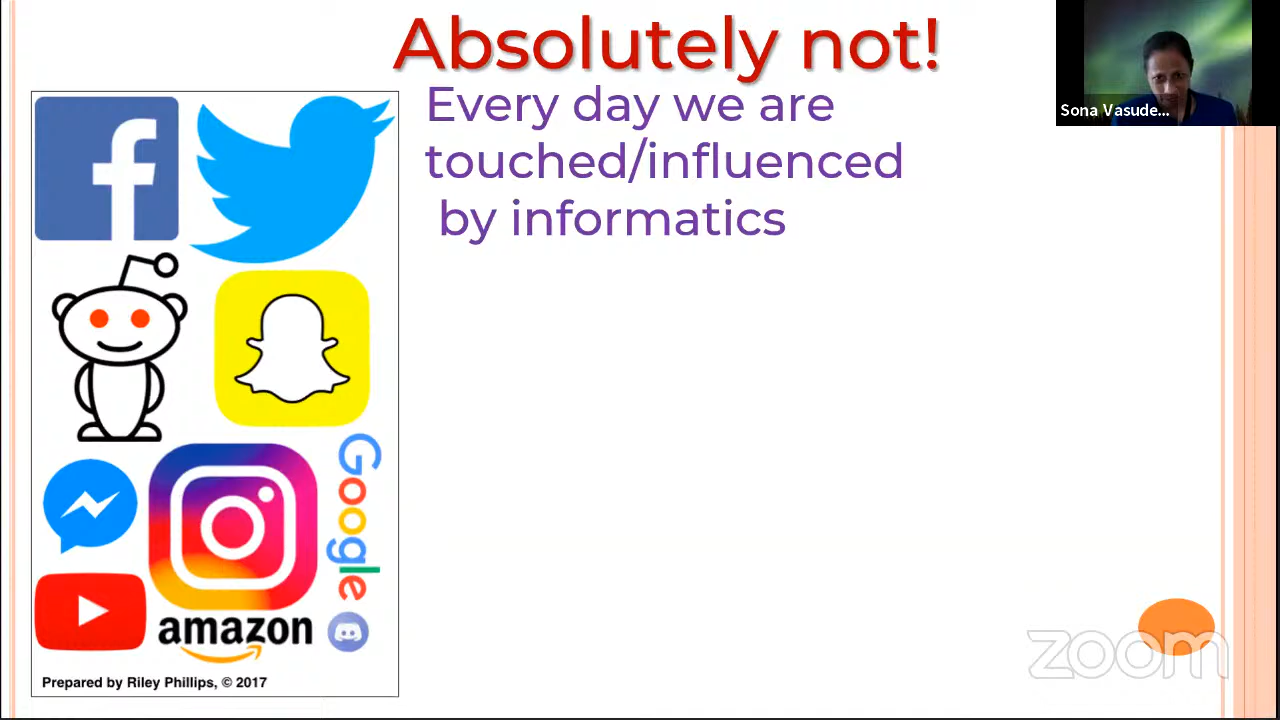 Absolutely not!
Sona Vasude...
Every day we are
touched/influenced
by informatics
f
Google
amazon
Prepared by Riley Phillips, © 2017
zoom